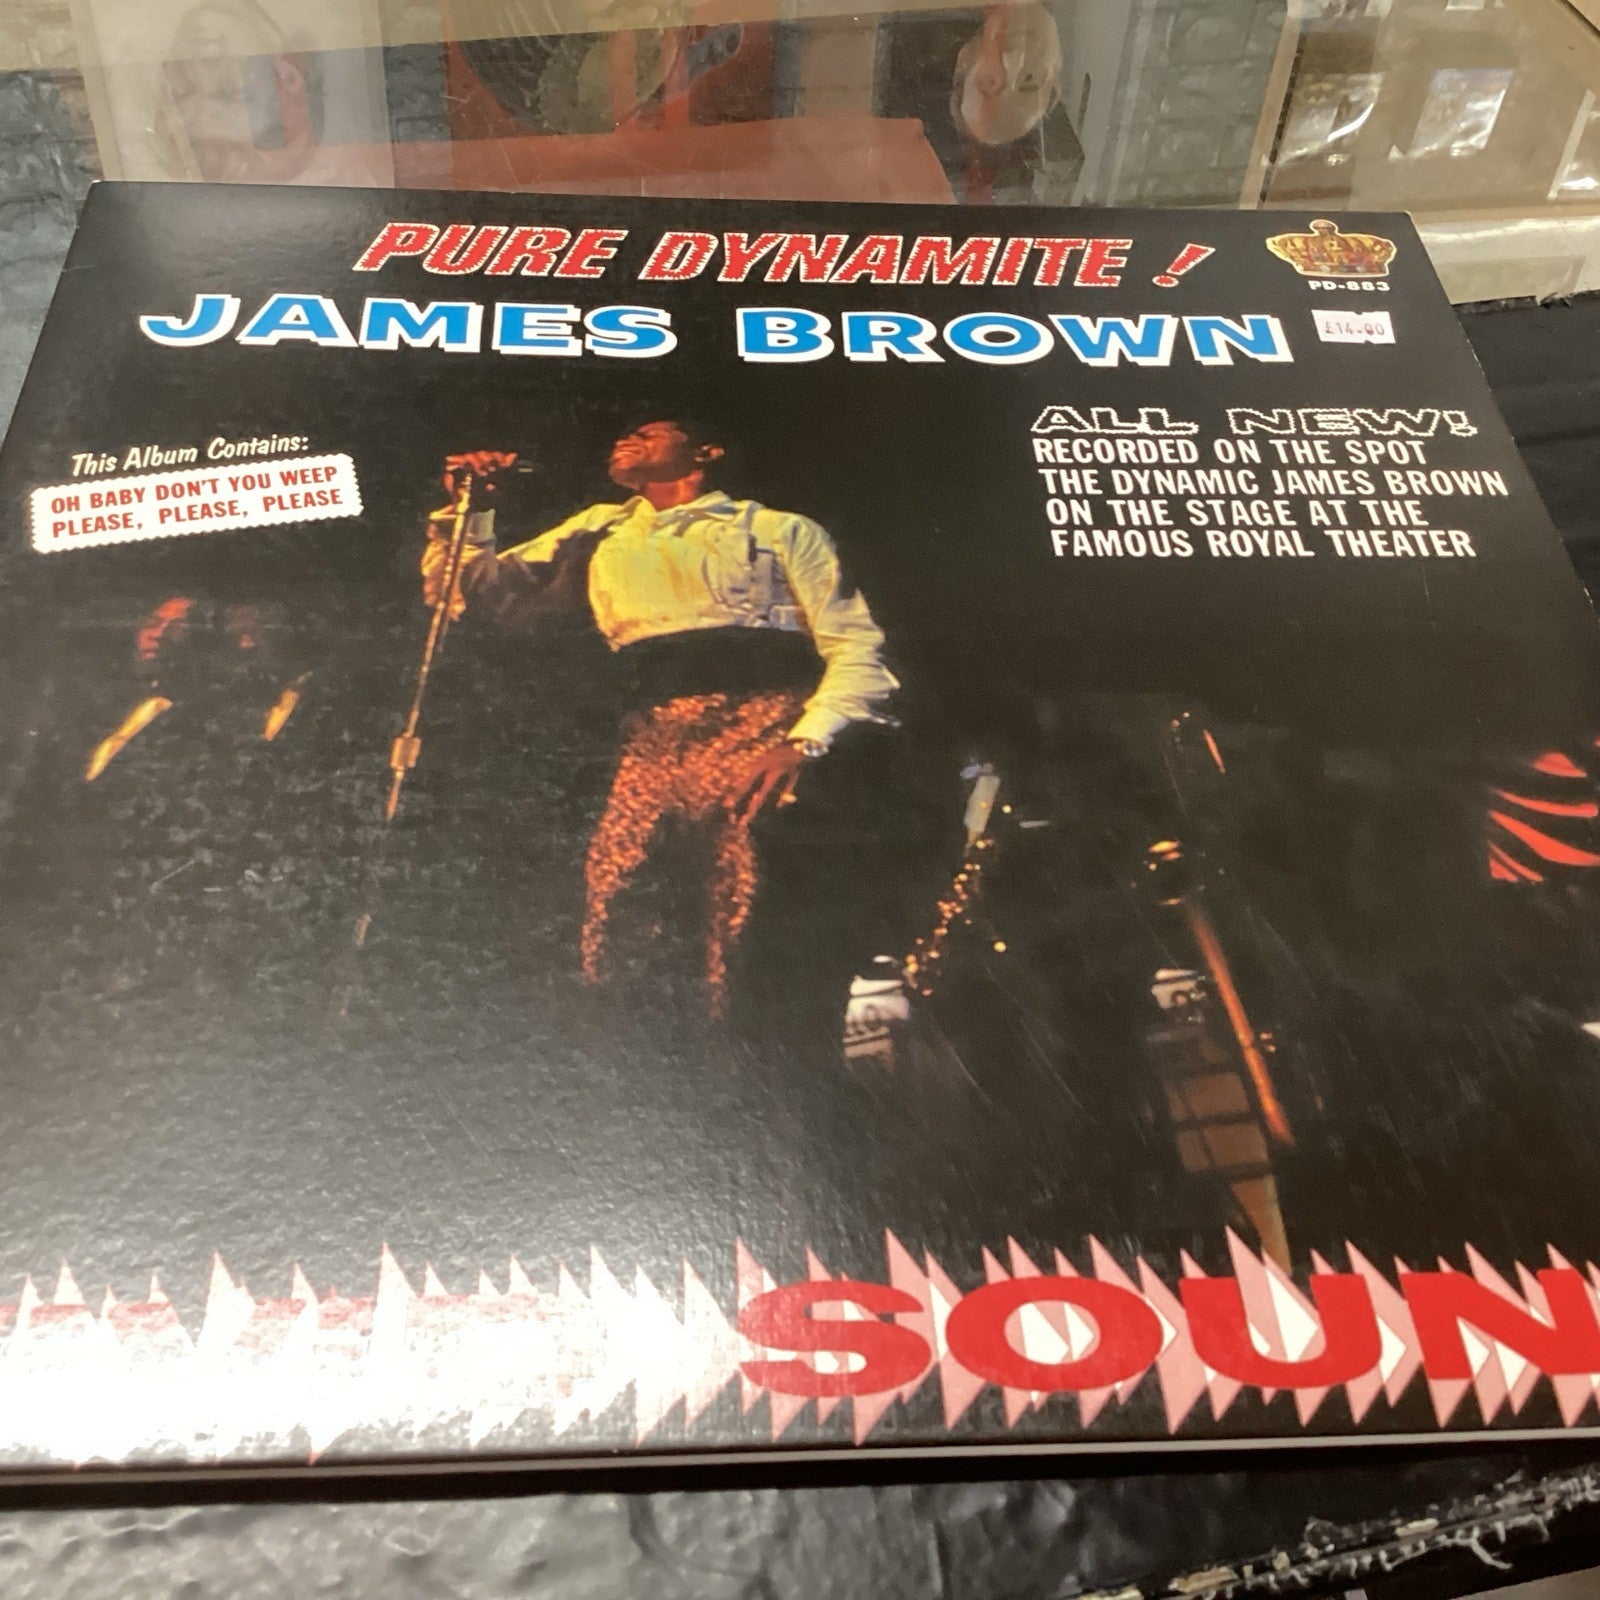 PURE DYNAMITE !
JAMES BROWN
PD-883
£14.00
This Album Contains:
OH BABY DON'T YOU WEEP
PLEASE, PLEASE, PLEASE
ALL NEW!
RECORDED ON THE SPOT
THE DYNAMIC JAMES BROWN
ON THE STAGE AT THE
FAMOUS ROYAL THEATER
SOUN